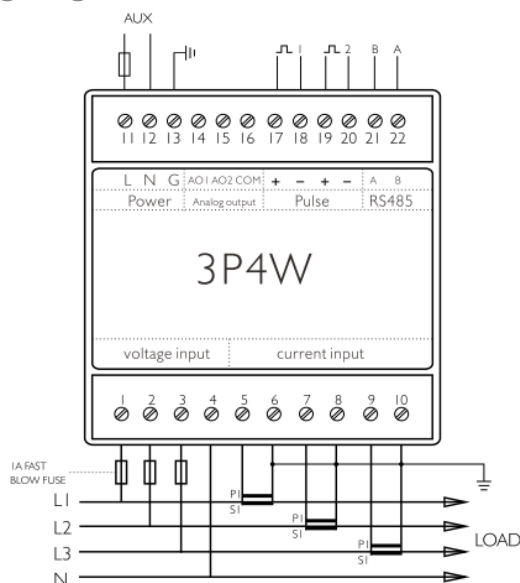 AUX
1 2 B A
11 12 13 14 15 16 17 18 19 20 21 22
L N G AO1 AO2 COM + - + - A B
Power Analog output Pulse RS485
3P4W
voltage input current input
1 2 3 4 5 6 7 8 9 10
1A FAST
BLOW FUSE
L1 P1
S1
L2 P1
S1
L3 P1
S1
LOAD
N